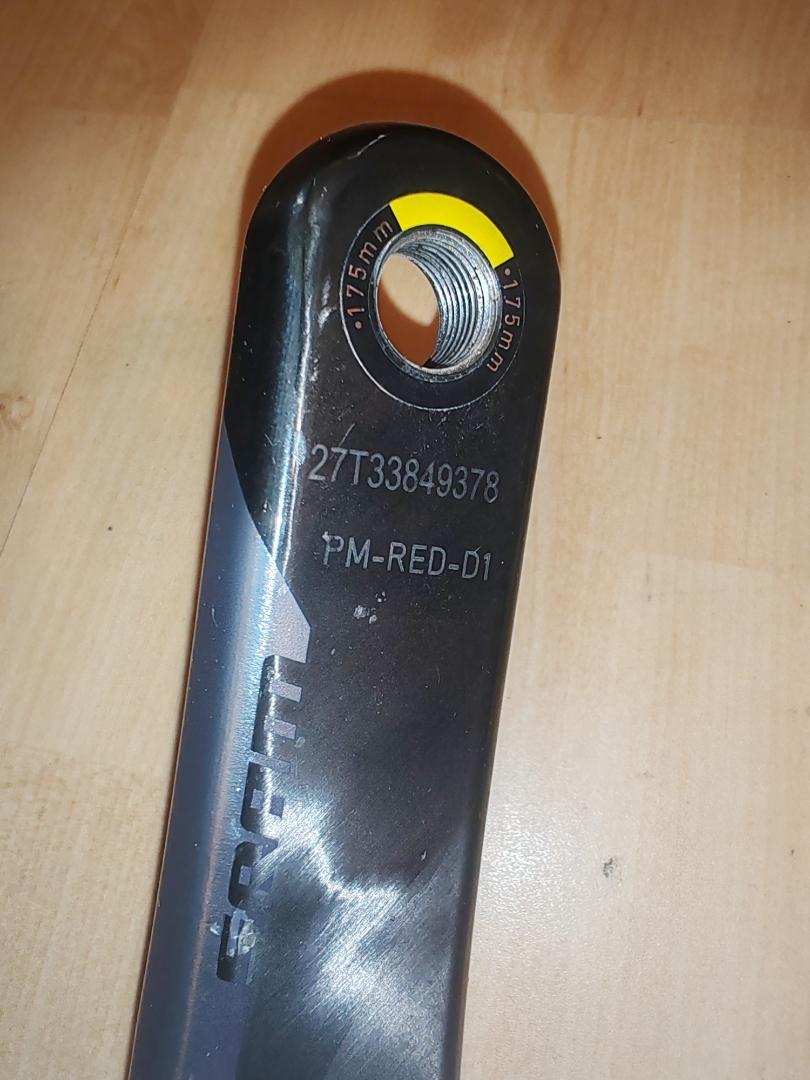 ·175mm
·175mm
27T33849378
PM-RED-D1
SRAM